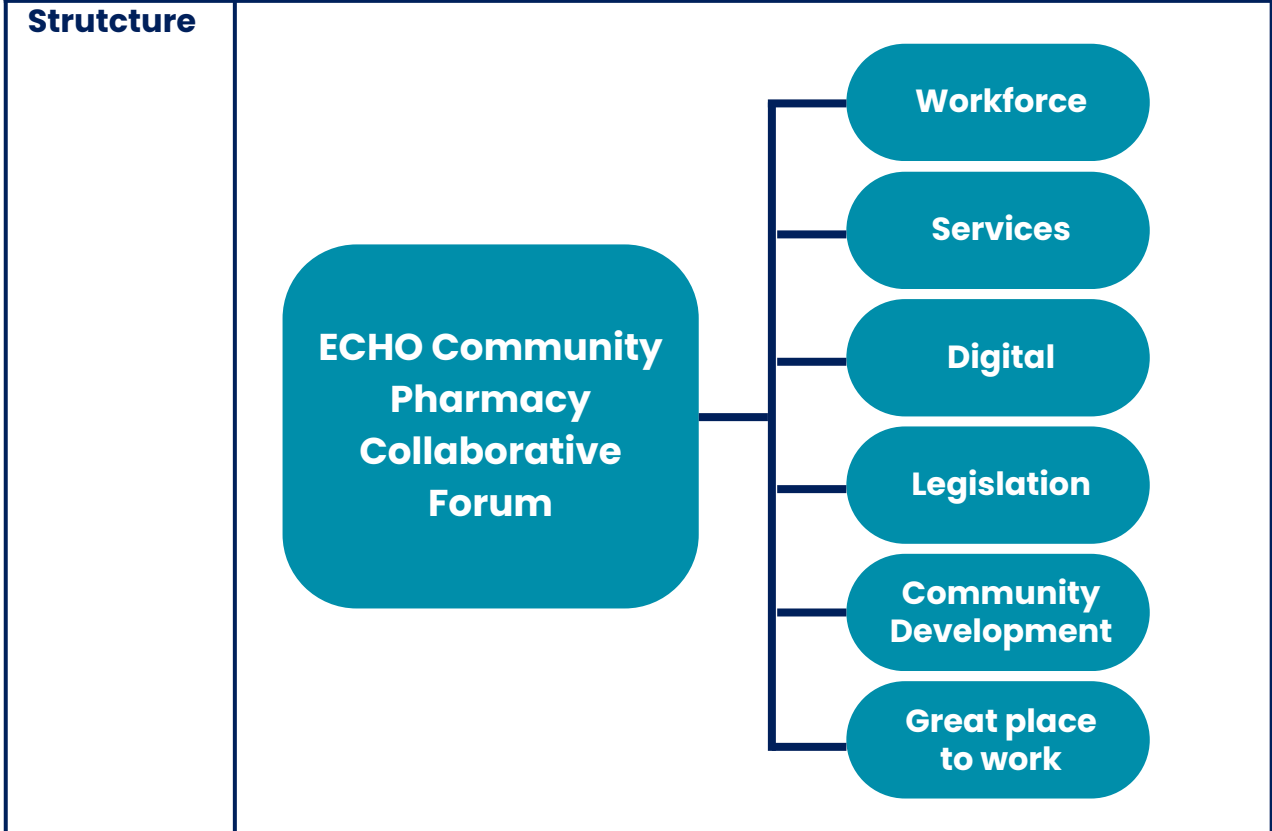 Strutcture
ECHO Community
Pharmacy
Collaborative
Forum
Workforce
Services
Digital
Legislation
Community
Development
Great place
to work